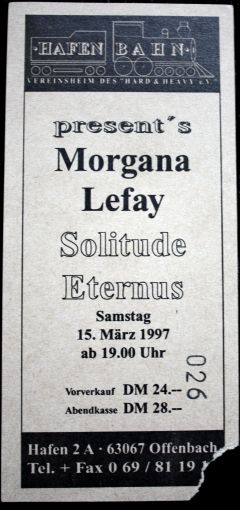 ·HAFEN BAHN·
VEREINSHEIM DES "HARD & HEAVY e.V.
present´s
Morgana
Lefay
Solitude
Eternus
Samstag
15. März 1997
ab 19.00 Uhr
026
Vorverkauf DM 24.--
Abendkasse DM 28.--
Hafen 2 A · 63067 Offenbach
Tel. + Fax 0 69 / 81 19